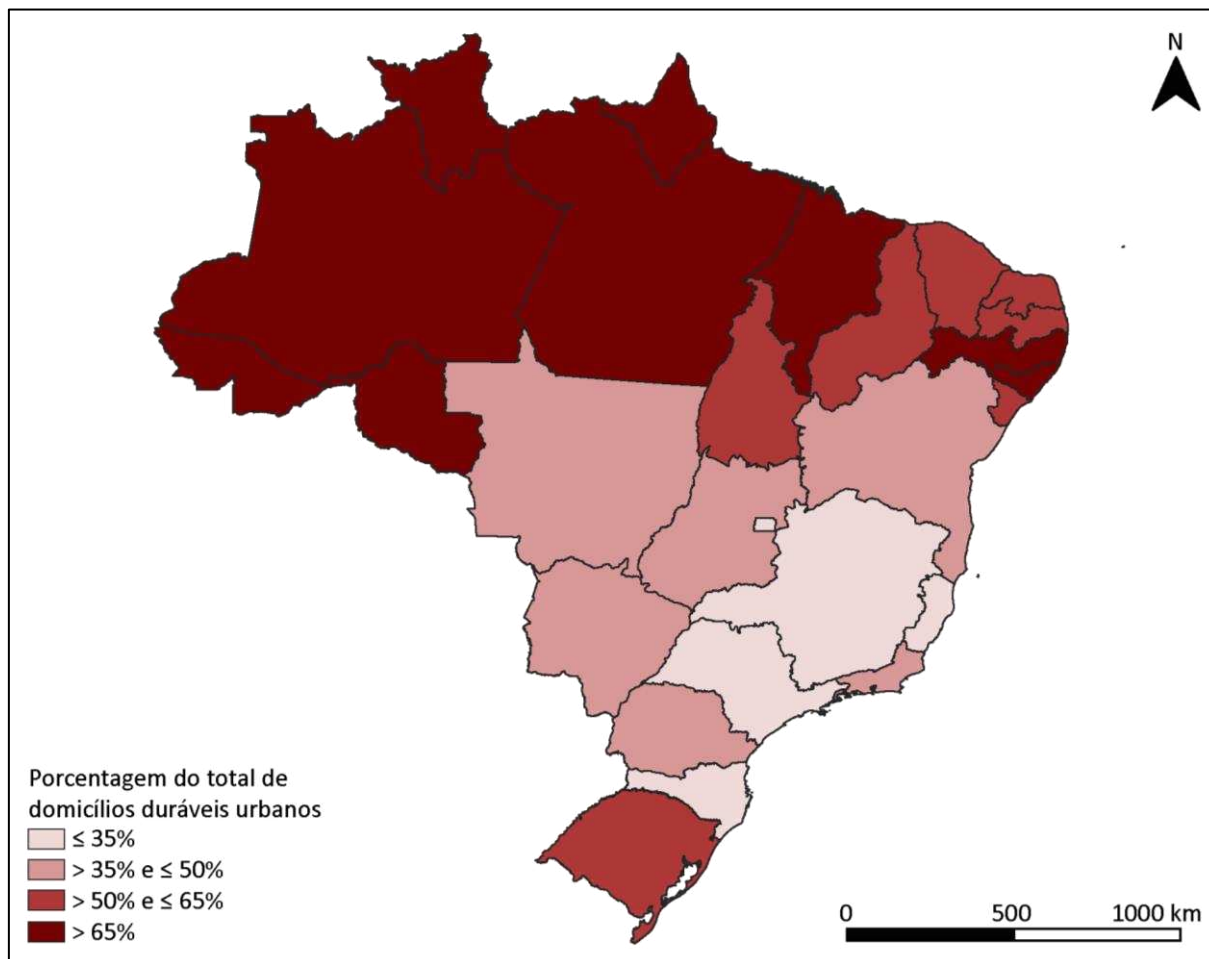 N
Porcentagem do total de
domicílios duráveis urbanos
≤ 35%
> 35% e ≤ 50%
> 50% e ≤ 65%
> 65%
0 500 1000 km